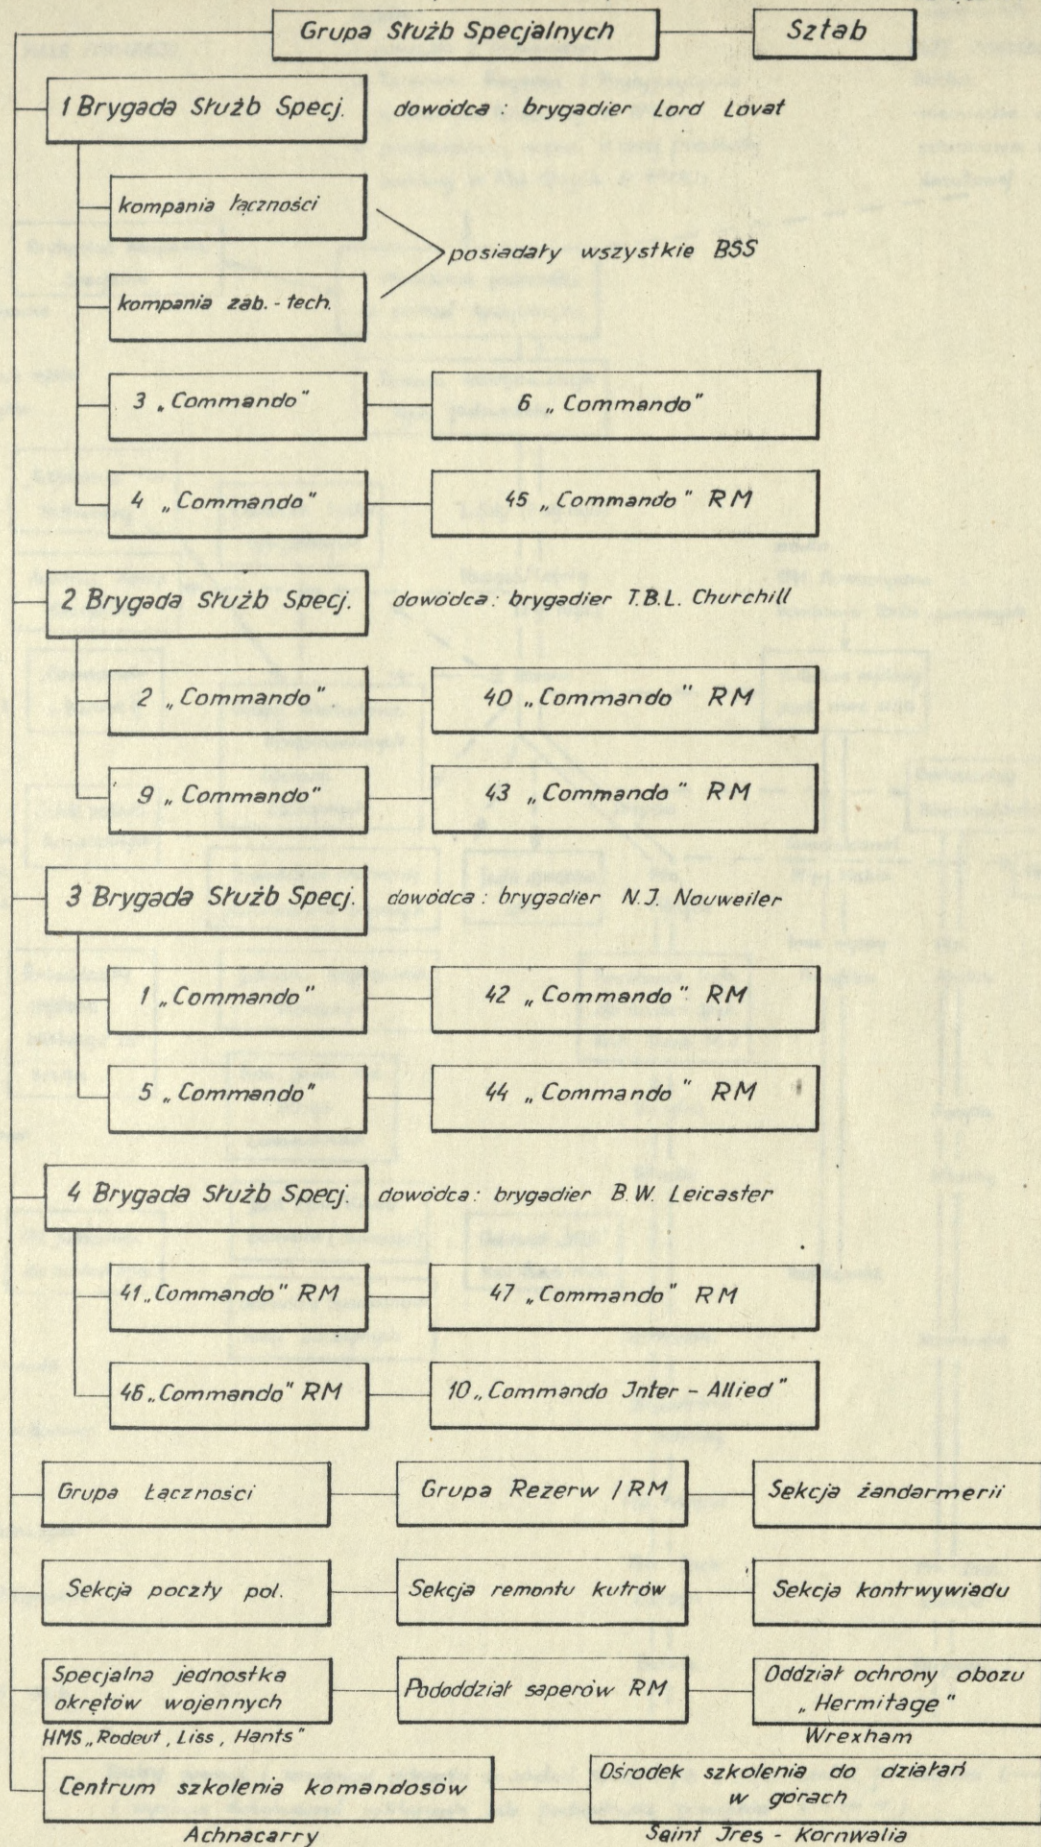 Grupa Służb Specjalnych
Sztab
1 Brygada Służb Specj.
dowódca : brygadier Lord Lovat
kompania łączności
posiadały wszystkie BSS
kompania zab. - tech.
3 „Commando"
6 „Commando"
4 „Commando"
45 „Commando" RM
2 Brygada Służb Specj.
dowódca: brygadier T.B.L. Churchill
2 „Commando"
40 „Commando" RM
9 „Commando"
43 „Commando" RM
3 Brygada Służb Specj.
dowódca: brygadier N.J. Nouweiler
1 „Commando"
42 „Commando" RM
5 „Commando"
44 „Commando" RM
4 Brygada Służb Specj.
dowódca: brygadier B.W. Leicaster
41 „Commando" RM
47 „Commando" RM
46 „Commando" RM
10 „Commando Inter - Allied"
Grupa Łączności
Grupa Rezerw / RM
Sekcja żandarmerii
Sekcja poczty pol.
Sekcja remontu kutrów
Sekcja kontrwywiadu
Specjalna jednostka
okrętów wojennych
Pododdział saperów RM
Oddział ochrony obozu
„Hermitage"
HMS „Rodeut, Liss, Hants"
Wrexham
Centrum szkolenia komandosów
Ośrodek szkolenia do działań
w górach
Achnacarry
Saint Jres - Kornwalia